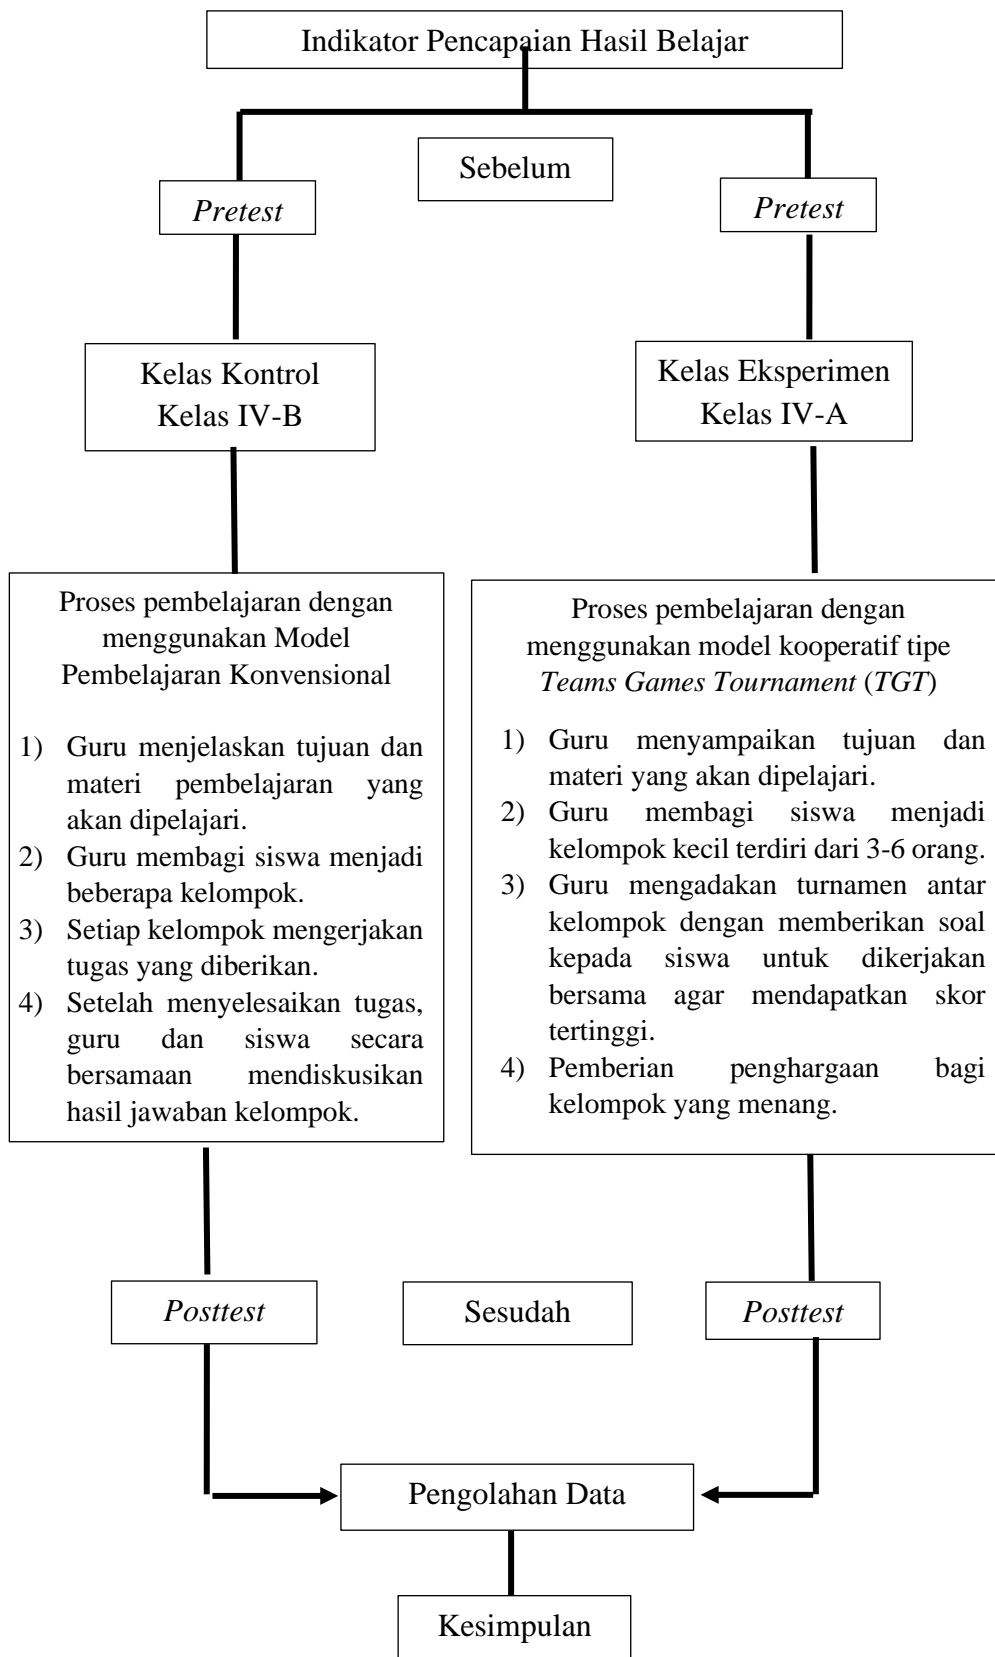 Indikator Pencapaian Hasil Belajar
Sebelum
Pretest
Pretest
Kelas Kontrol
Kelas IV-B
Kelas Eksperimen
Kelas IV-A
Proses pembelajaran dengan
menggunakan Model
Pembelajaran Konvensional
1) Guru menjelaskan tujuan dan
materi pembelajaran yang
akan dipelajari.
2) Guru membagi siswa menjadi
beberapa kelompok.
3) Setiap kelompok mengerjakan
tugas yang diberikan.
4) Setelah menyelesaikan tugas,
guru dan siswa secara
bersamaan mendiskusikan
hasil jawaban kelompok.
Proses pembelajaran dengan
menggunakan model kooperatif tipe
Teams Games Tournament (TGT)
1) Guru menyampaikan tujuan dan
materi yang akan dipelajari.
2) Guru membagi siswa menjadi
kelompok kecil terdiri dari 3-6 orang.
3) Guru mengadakan turnamen antar
kelompok dengan memberikan soal
kepada siswa untuk dikerjakan
bersama agar mendapatkan skor
tertinggi.
4) Pemberian penghargaan bagi
kelompok yang menang.
Posttest
Sesudah
Posttest
Pengolahan Data
Kesimpulan